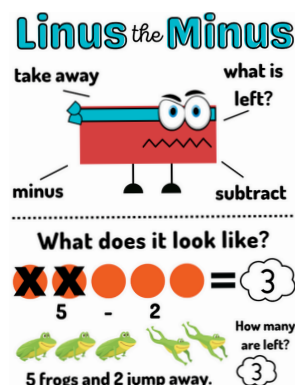 Linus the Minus
take away
what is
left?
minus
subtract
What does it look like?
X X = 3
5 - 2
How many
are left?
3
5 frogs and 2 jump away.